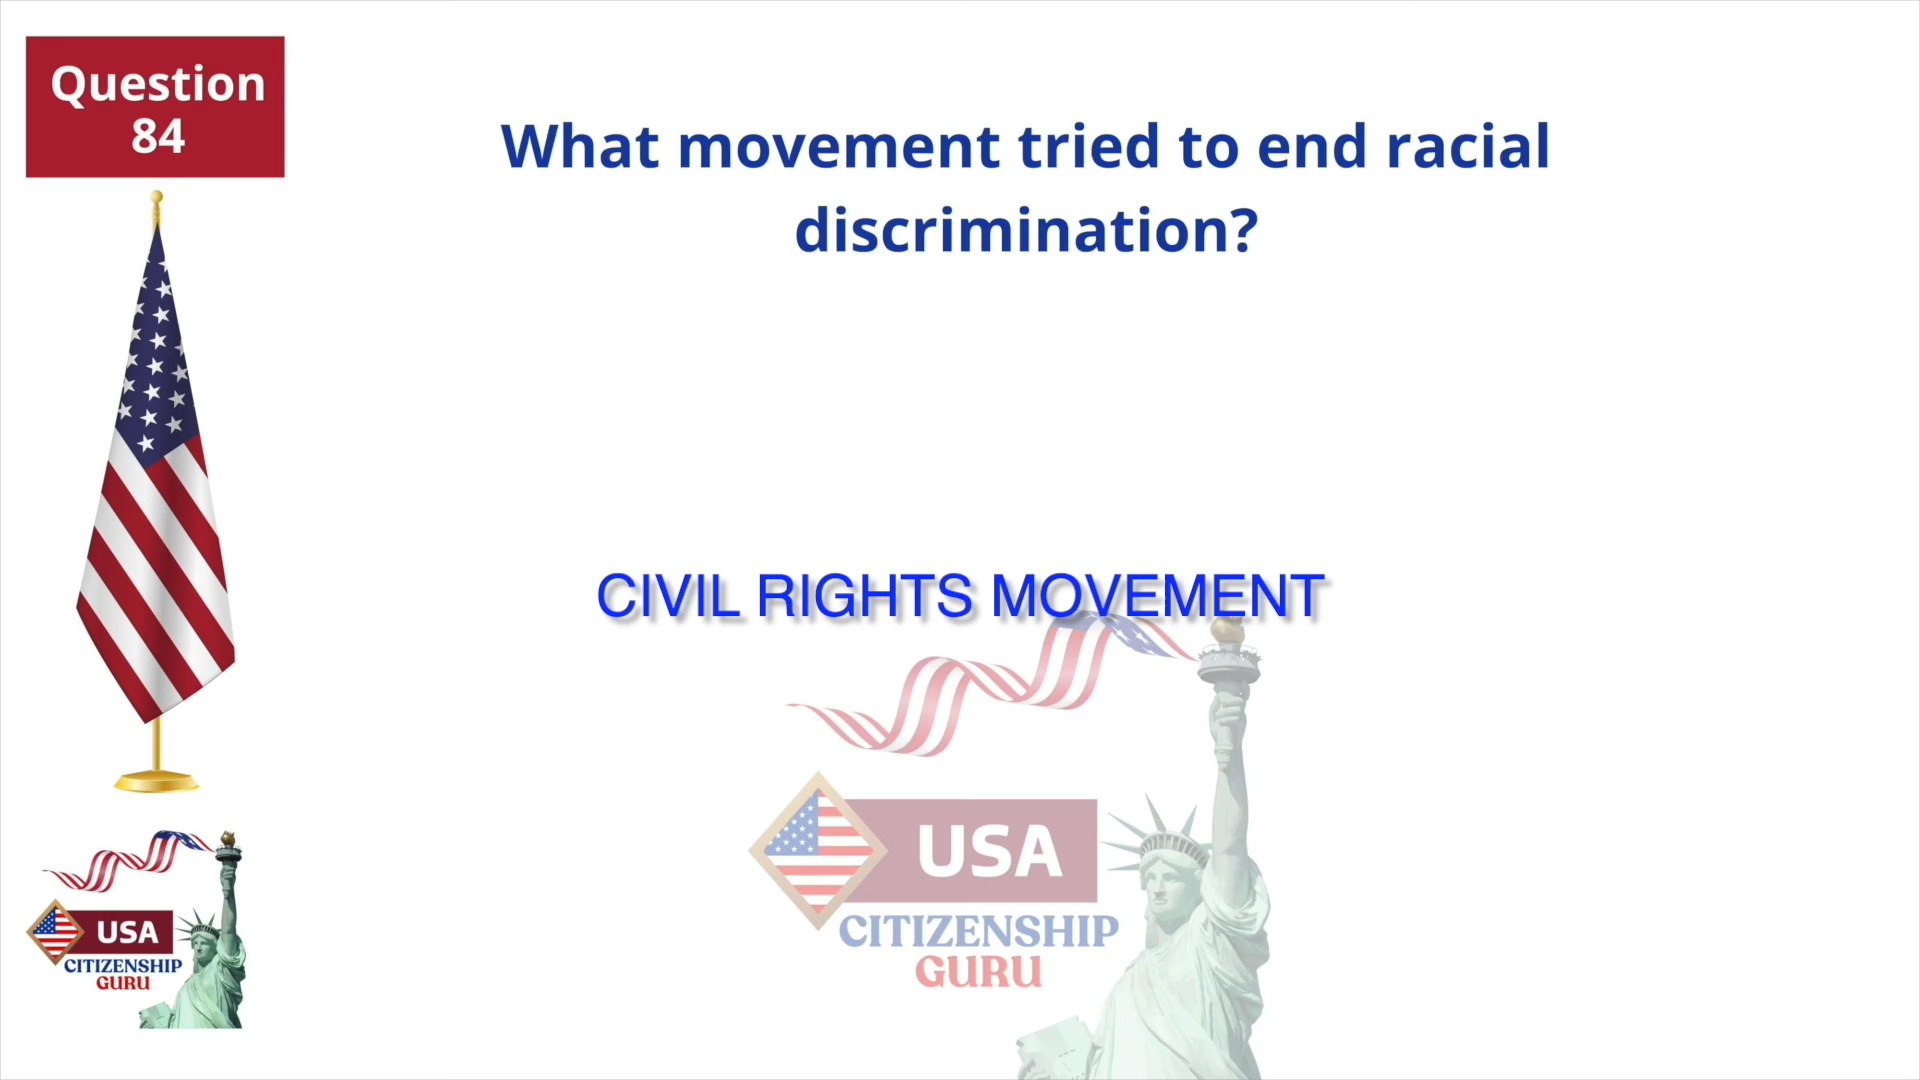 Question
84
What movement tried to end racial
discrimination?
CIVIL RIGHTS MOVEMENT
USA
CITIZENSHIP
GURU
USA
CITIZENSHIP
GURU